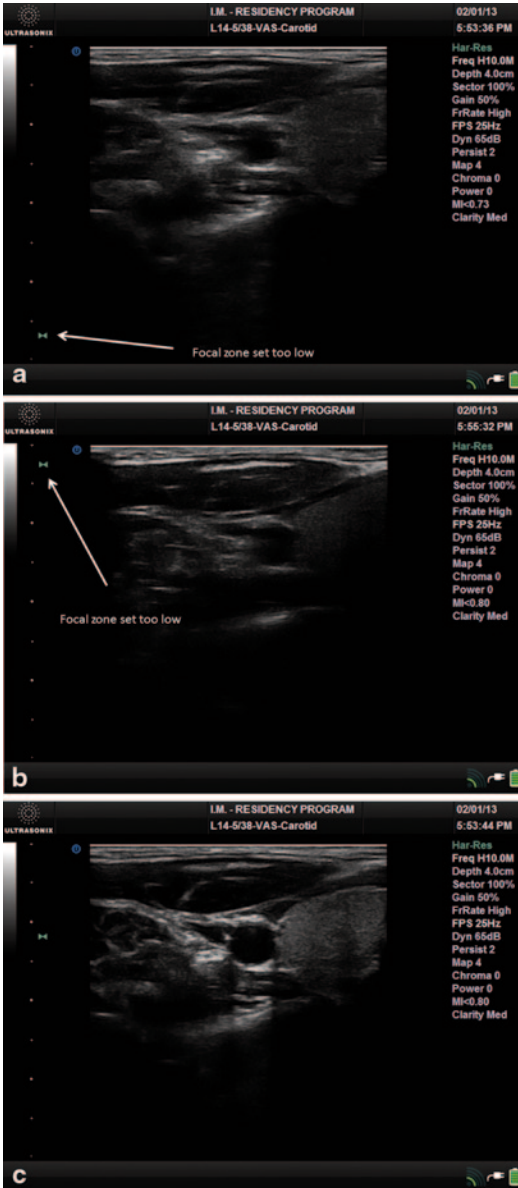 I.M. - RESIDENCY PROGRAM
02/01/13
ULTRASONIX
L14-5/38-VAS-Carotid
5:53:36 PM
Har-Res
Freq H10.0M
Depth 4.0cm
Sector 100%
Gain 50%
FrRate High
FPS 25Hz
Dyn 65dB
Persist 2
Map 4
Chroma 0
Power 0
MI<0.73
Clarity Med
Focal zone set too low
a
I.M. - RESIDENCY PROGRAM
02/01/13
ULTRASONIX
L14-5/38-VAS-Carotid
5:55:32 PM
Har-Res
Freq H10.0M
Depth 4.0cm
Sector 100%
Gain 50%
FrRate High
FPS 25Hz
Dyn 65dB
Persist 2
Map 4
Chroma 0
Power 0
MI<0.80
Clarity Med
Focal zone set too low
b
I.M. - RESIDENCY PROGRAM
02/01/13
ULTRASONIX
L14-5/38-VAS-Carotid
5:53:44 PM
Har-Res
Freq H10.0M
Depth 4.0cm
Sector 100%
Gain 50%
FrRate High
FPS 25Hz
Dyn 65dB
Persist 2
Map 4
Chroma 0
Power 0
MI<0.80
Clarity Med
c